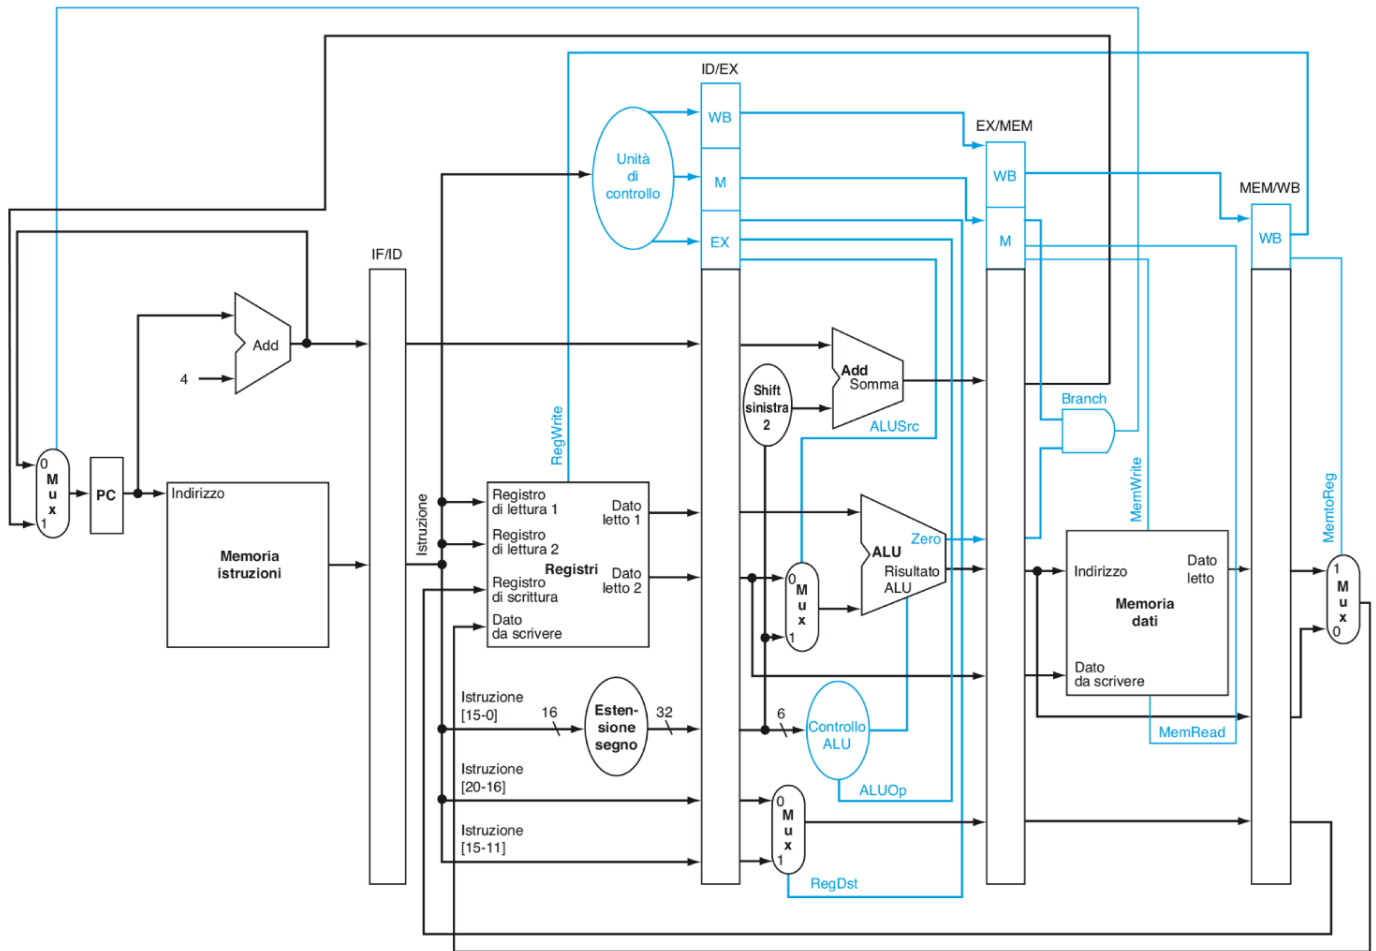 ID/EX
WB
EX/MEM
Unità
di
controllo
M
WB
MEM/WB
EX
M
WB
IF/ID
Add
4
Add
Somma
Shift
sinistra
2
Branch
ALUSrc
RegWrite
MemWrite
MemtoReg
0
Mux
1
PC
Indirizzo
Memoria
istruzioni
Istruzione
Registro
di lettura 1
Registro
di lettura 2
Registro
di scrittura
Dato
da scrivere
Dato
letto 1
Registri
Dato
letto 2
0
Mux
1
Zero
ALU
Risultato
ALU
Indirizzo
Dato
letto
Memoria
dati
Dato
da scrivere
1
Mux
0
Istruzione
[15-0]
16
Esten-
sione
segno
32
6
Controllo
ALU
MemRead
Istruzione
[20-16]
ALUOp
0
Mux
1
Istruzione
[15-11]
RegDst